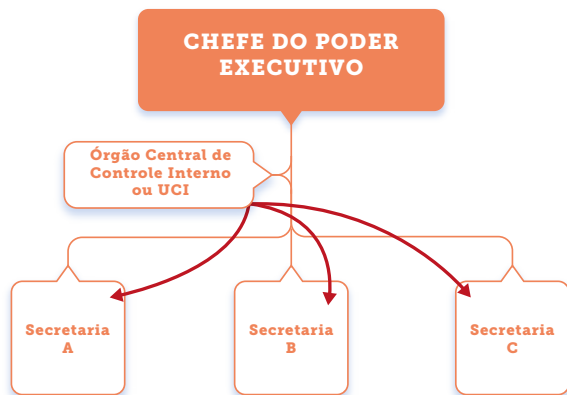 CHEFE DO PODER
EXECUTIVO
Órgão Central de
Controle Interno
ou UCI
Secretaria
A
Secretaria
B
Secretaria
C